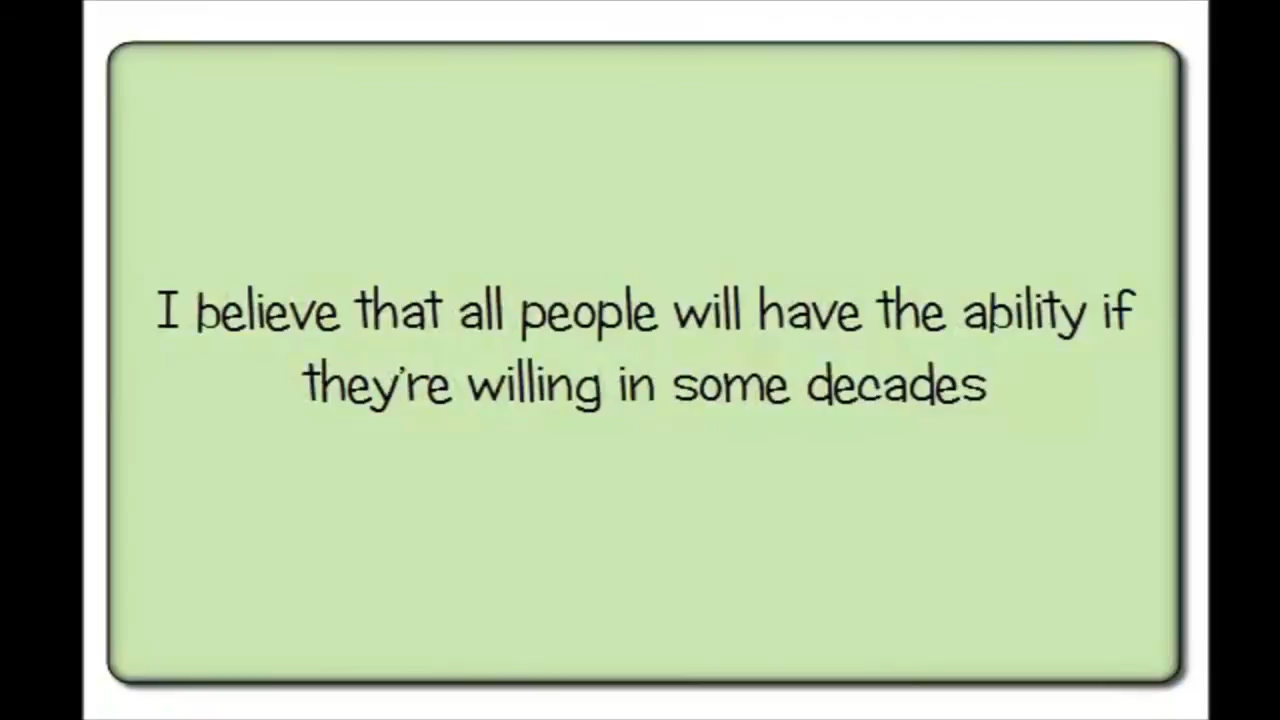 I believe that all people will have the ability if
they're willing in some decades